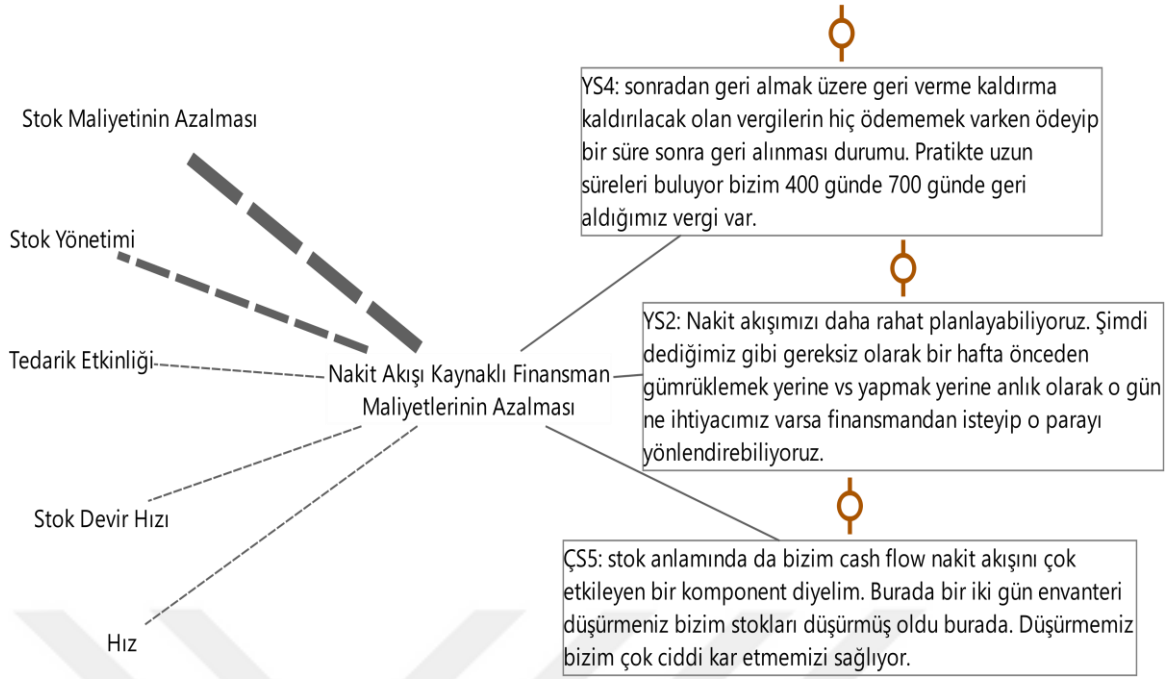 Stok Maliyetinin Azalması
Stok Yönetimi
Tedarik Etkinliği
Stok Devir Hızı
Hız
Nakit Akışı Kaynaklı Finansman
Maliyetlerinin Azalması
YS4: sonradan geri almak üzere geri verme kaldırma
kaldırılacak olan vergilerin hiç ödememek varken ödeyip
bir süre sonra geri alınması durumu. Pratikte uzun
süreleri buluyor bizim 400 günde 700 günde geri
aldığımız vergi var.
YS2: Nakit akışımızı daha rahat planlayabiliyoruz. Şimdi
dediğimiz gibi gereksiz olarak bir hafta önceden
gümrüklemek yerine vs yapmak yerine anlık olarak o gün
ne ihtiyacımız varsa finansmandan isteyip o parayı
yönlendirebiliyoruz.
ÇS5: stok anlamında da bizim cash flow nakit akışını çok
etkileyen bir komponent diyelim. Burada bir iki gün envanteri
düşürmeniz bizim stokları düşürmüş oldu burada. Düşürmemiz
bizim çok ciddi kar etmemizi sağlıyor.